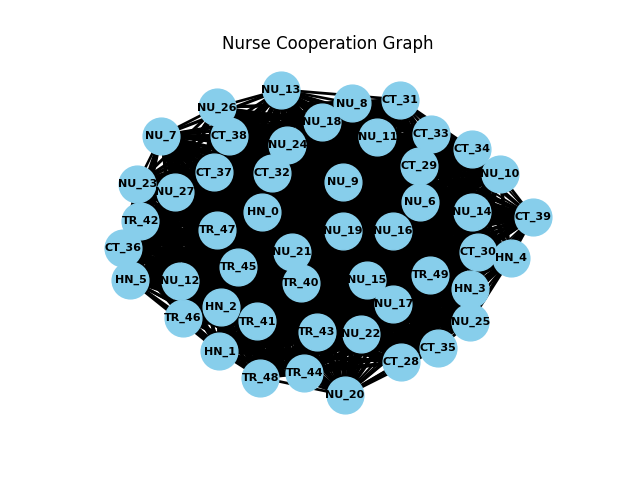 Nurse Cooperation Graph
NU_13
NU_8
CT_31
NU_26
NU_18
NU_7
CT_38
NU_11
CT_33
NU_24
CT_34
CT_29
CT_37
CT_32
NU_10
NU_9
NU_23
NU_27
NU_6
HN_0
NU_14
CT_39
TR_42
TR_47
NU_19
NU_16
CT_36
NU_21
CT_30
HN_4
TR_45
TR_49
HN_5
NU_12
TR_40
NU_15
HN_3
HN_2
NU_17
TR_46
TR_41
NU_25
TR_43
NU_22
HN_1
CT_35
CT_28
TR_44
TR_48
NU_20